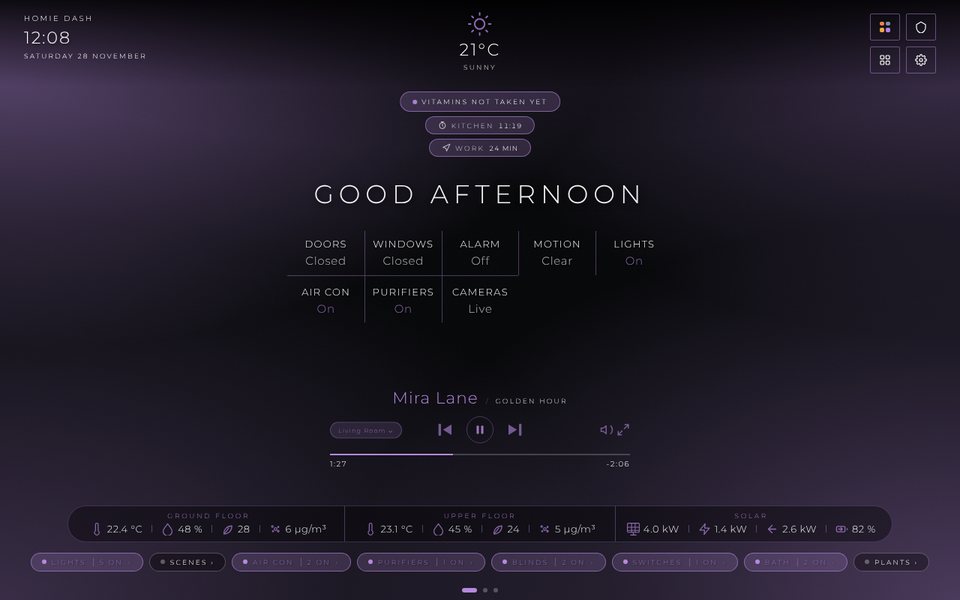 HOMIE DASH
12:08
SATURDAY 28 NOVEMBER
21°C
SUNNY
VITAMINS NOT TAKEN YET
KITCHEN 11:19
WORK 24 MIN
GOOD AFTERNOON
DOORS WINDOWS ALARM MOTION LIGHTS
Closed Closed Off Clear On
AIR CON PURIFIERS CAMERAS
On On Live
Mira Lane / GOLDEN HOUR
Living Room
1:27 -2:06
GROUND FLOOR UPPER FLOOR SOLAR
22.4 °C 48 % 28 6 µg/m³ 23.1 °C 45 % 24 5 µg/m³ 4.0 kW 1.4 kW 2.6 kW 82 %
LIGHTS | 5 ON › SCENES › AIR CON | 2 ON › PURIFIERS | 1 ON › BLINDS | 2 ON › SWITCHES | 1 ON › BATH | 2 ON › PLANTS ›